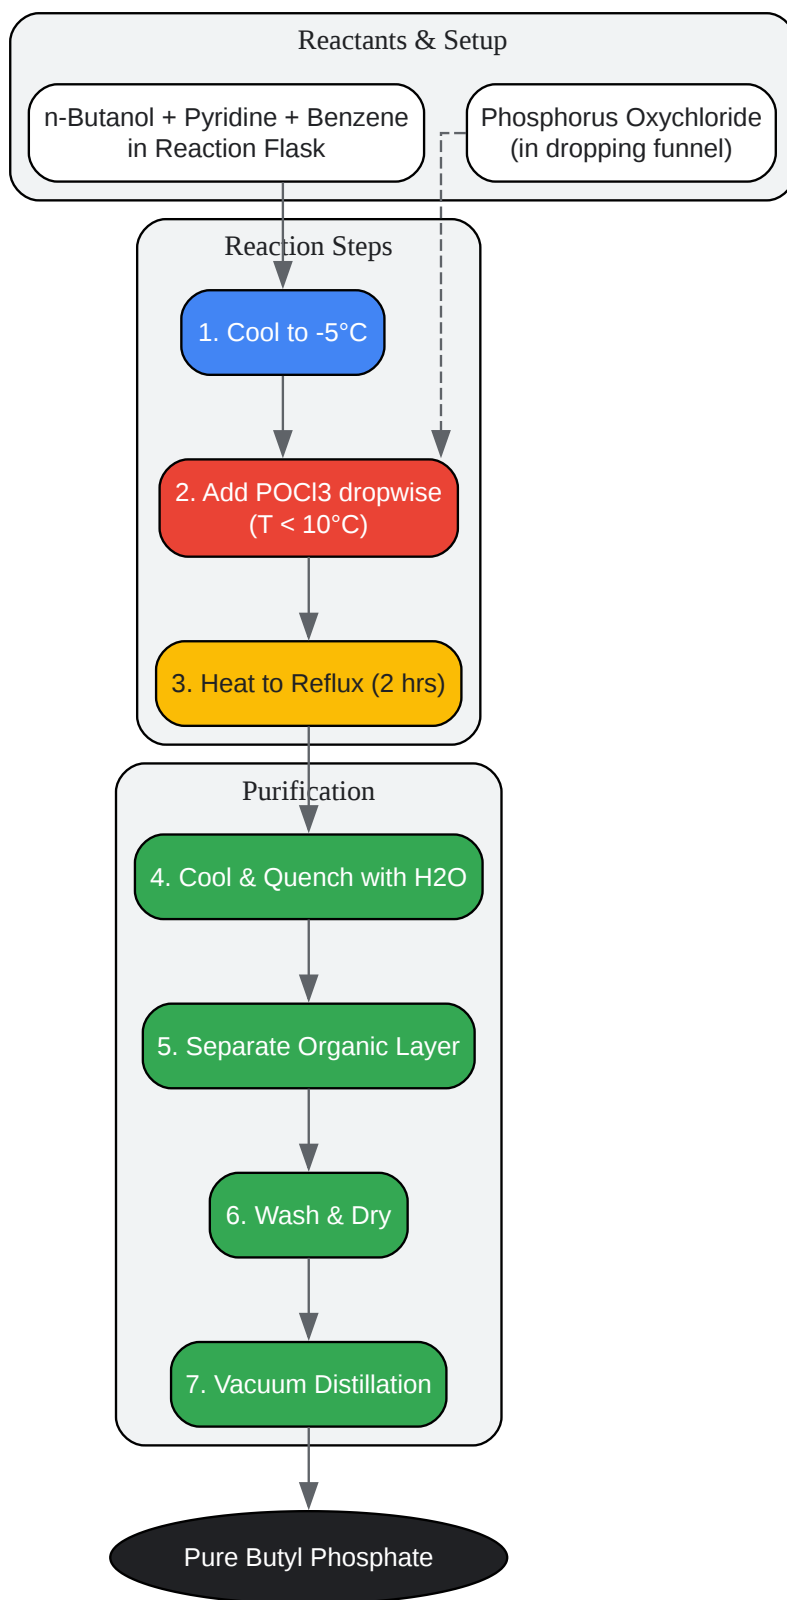 Reactants & Setup
n-Butanol + Pyridine + Benzene
in Reaction Flask
Phosphorus Oxychloride
(in dropping funnel)
Reaction Steps
1. Cool to -5°C
2. Add POCl3 dropwise
(T < 10°C)
3. Heat to Reflux (2 hrs)
Purification
4. Cool & Quench with H2O
5. Separate Organic Layer
6. Wash & Dry
7. Vacuum Distillation
Pure Butyl Phosphate